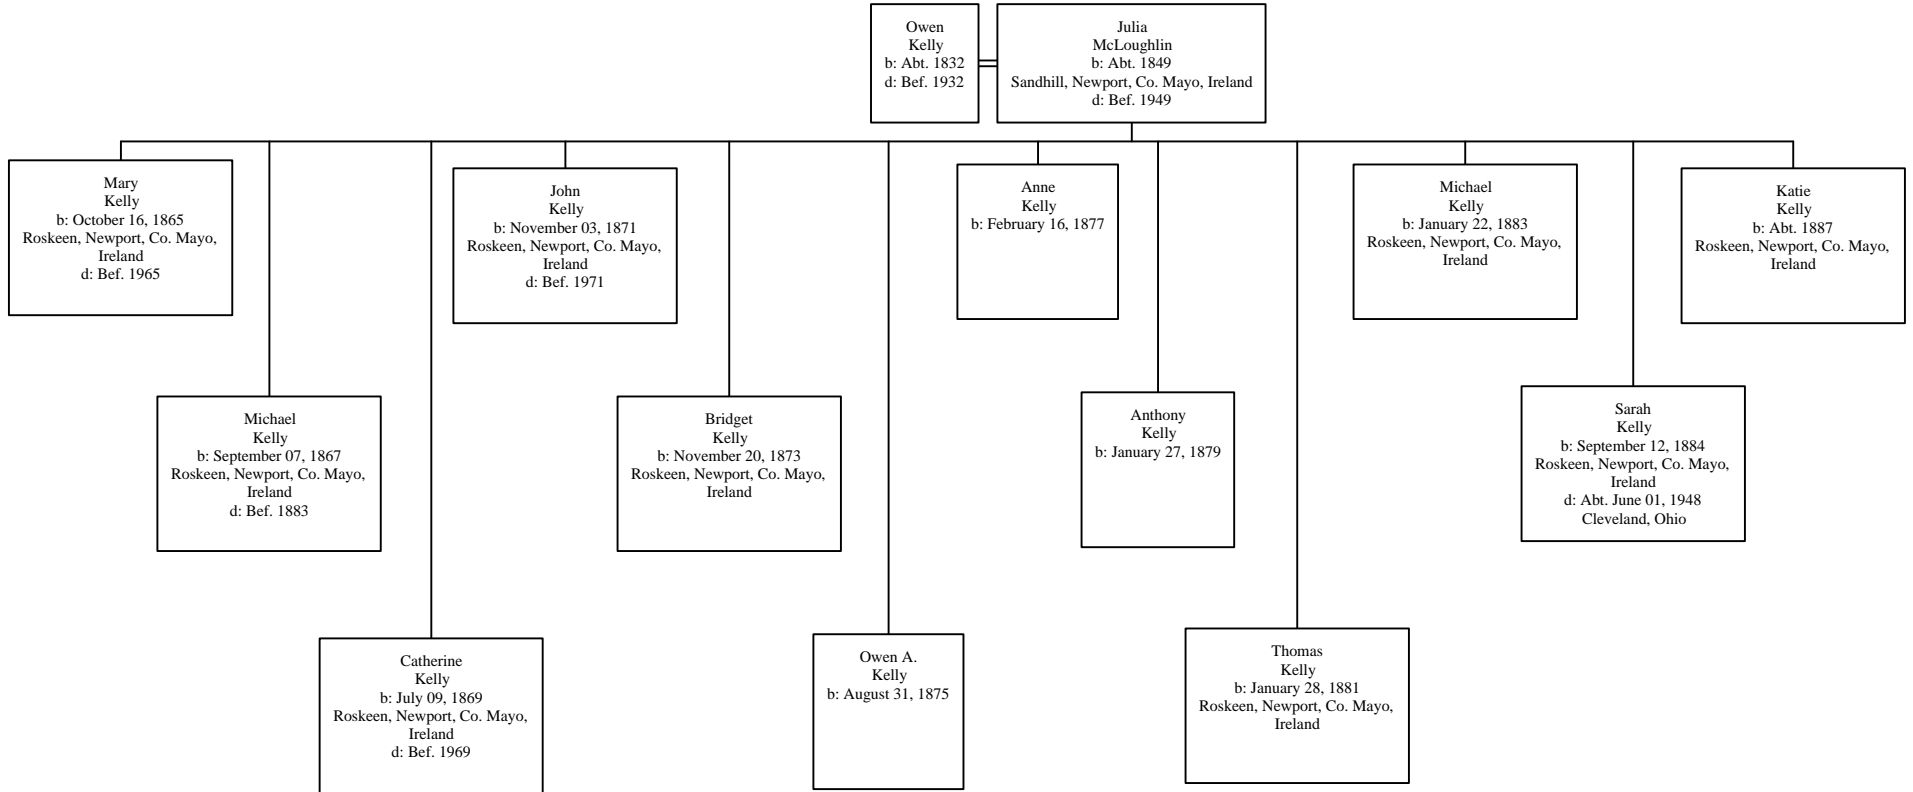 Owen
Kelly
b: Abt. 1832
d: Bef. 1932
Julia
McLoughlin
b: Abt. 1849
Sandhill, Newport, Co. Mayo, Ireland
d: Bef. 1949
Mary
Kelly
b: October 16, 1865
Roskeen, Newport, Co. Mayo,
Ireland
d: Bef. 1965
Michael
Kelly
b: September 07, 1867
Roskeen, Newport, Co. Mayo,
Ireland
d: Bef. 1883
Catherine
Kelly
b: July 09, 1869
Roskeen, Newport, Co. Mayo,
Ireland
d: Bef. 1969
John
Kelly
b: November 03, 1871
Roskeen, Newport, Co. Mayo,
Ireland
d: Bef. 1971
Bridget
Kelly
b: November 20, 1873
Roskeen, Newport, Co. Mayo,
Ireland
Owen A.
Kelly
b: August 31, 1875
Anne
Kelly
b: February 16, 1877
Anthony
Kelly
b: January 27, 1879
Thomas
Kelly
b: January 28, 1881
Roskeen, Newport, Co. Mayo,
Ireland
Michael
Kelly
b: January 22, 1883
Roskeen, Newport, Co. Mayo,
Ireland
Sarah
Kelly
b: September 12, 1884
Roskeen, Newport, Co. Mayo,
Ireland
d: Abt. June 01, 1948
Cleveland, Ohio
Katie
Kelly
b: Abt. 1887
Roskeen, Newport, Co. Mayo,
Ireland